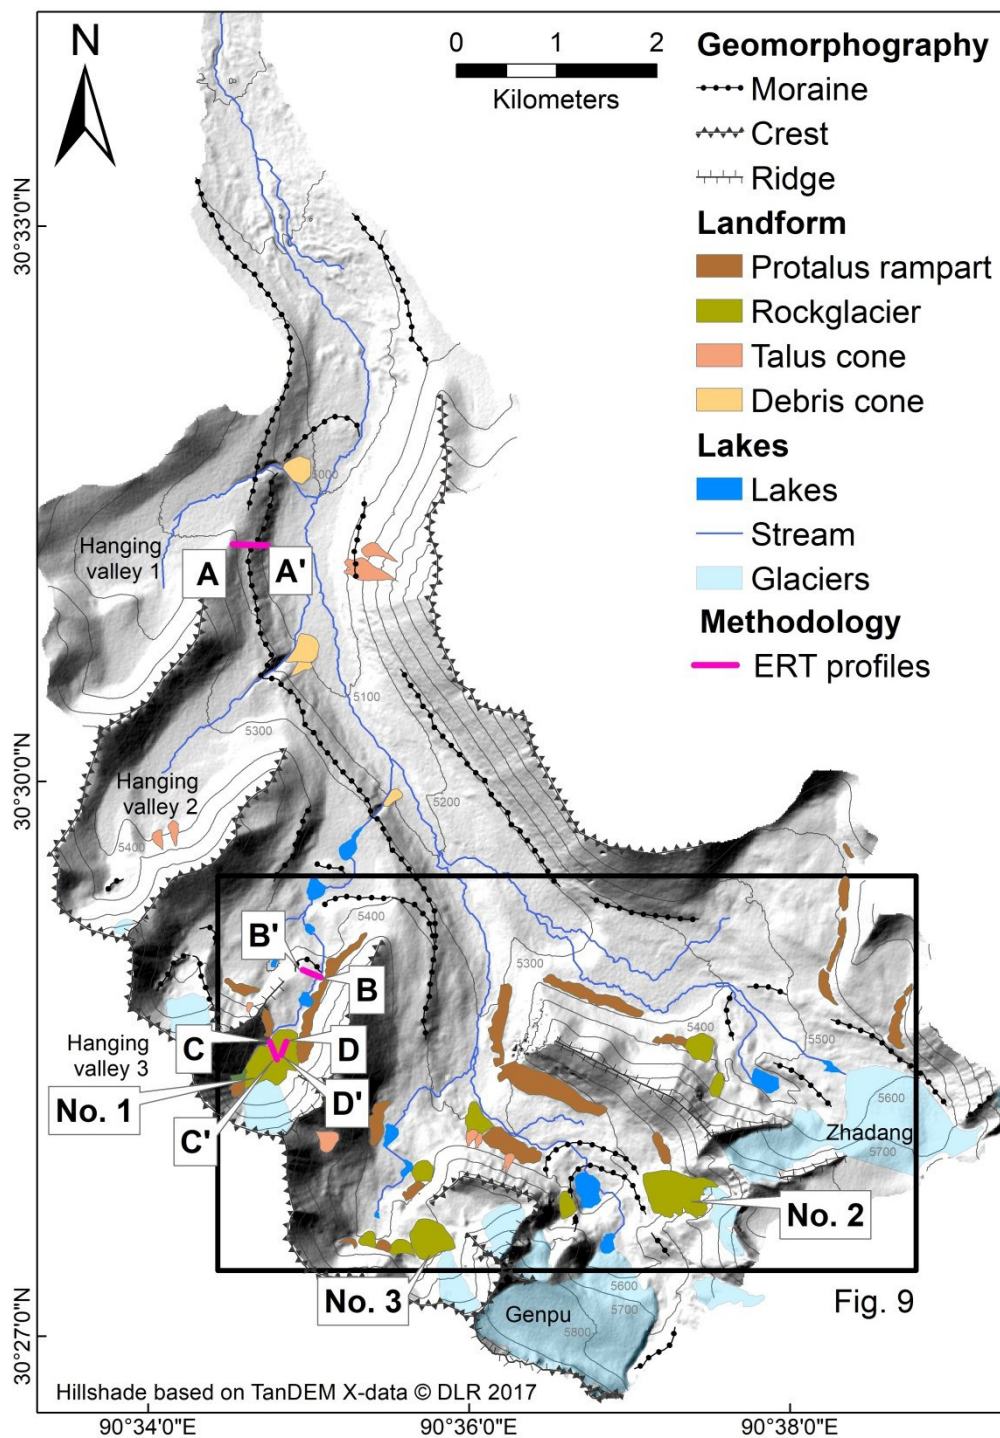 N
0 1 2
Kilometers
Geomorphography
Moraine
Crest
Ridge
Landform
Protalus rampart
Rockglacier
Talus cone
Debris cone
Lakes
Lakes
Stream
Glaciers
Methodology
ERT profiles
30°33'0"N
5000
Hanging
valley 1
A
A'
5100
5300
30°30'0"N
Hanging
valley 2
5200
5400
B'
5400
B
5300
5400
5500
Hanging
valley 3
C
D
No. 1
D'
C'
5600
Zhadang
5700
No. 2
No. 3
5600
5700
Genpu
5800
Fig. 9
30°27'0"N
Hillshade based on TanDEM X-data © DLR 2017
90°34'0"E
90°36'0"E
90°38'0"E